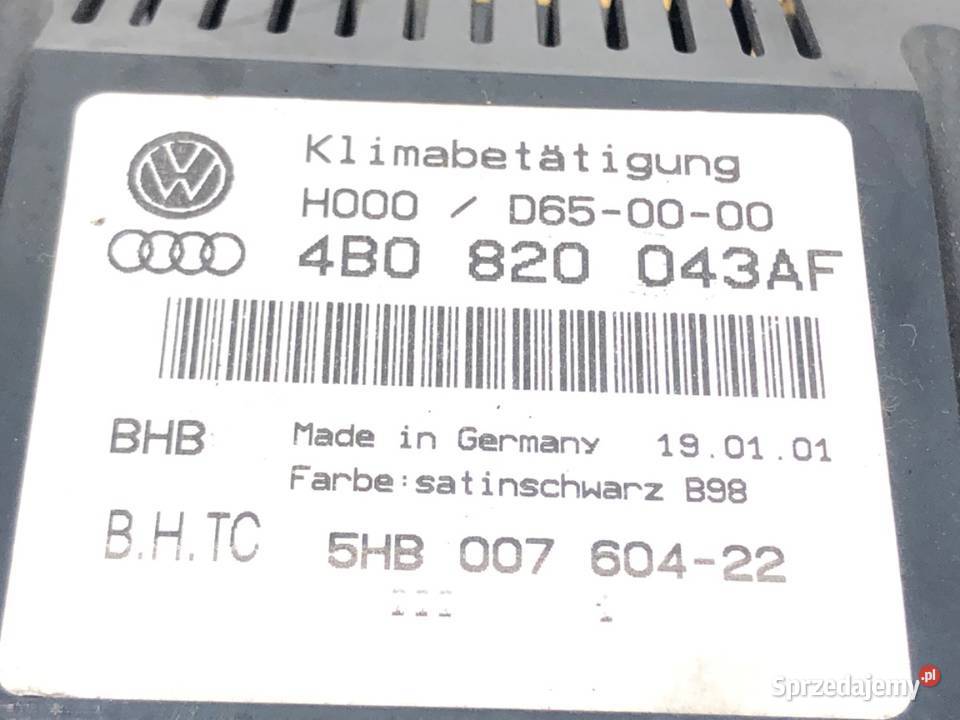 Klimabetätigung
H000 / D65-00-00
4B0 820 043AF
BHB Made in Germany 19.01.01
Farbe:satinschwarz B98
B.H.TC 5HB 007 604-22
Sprzedajemy.pl